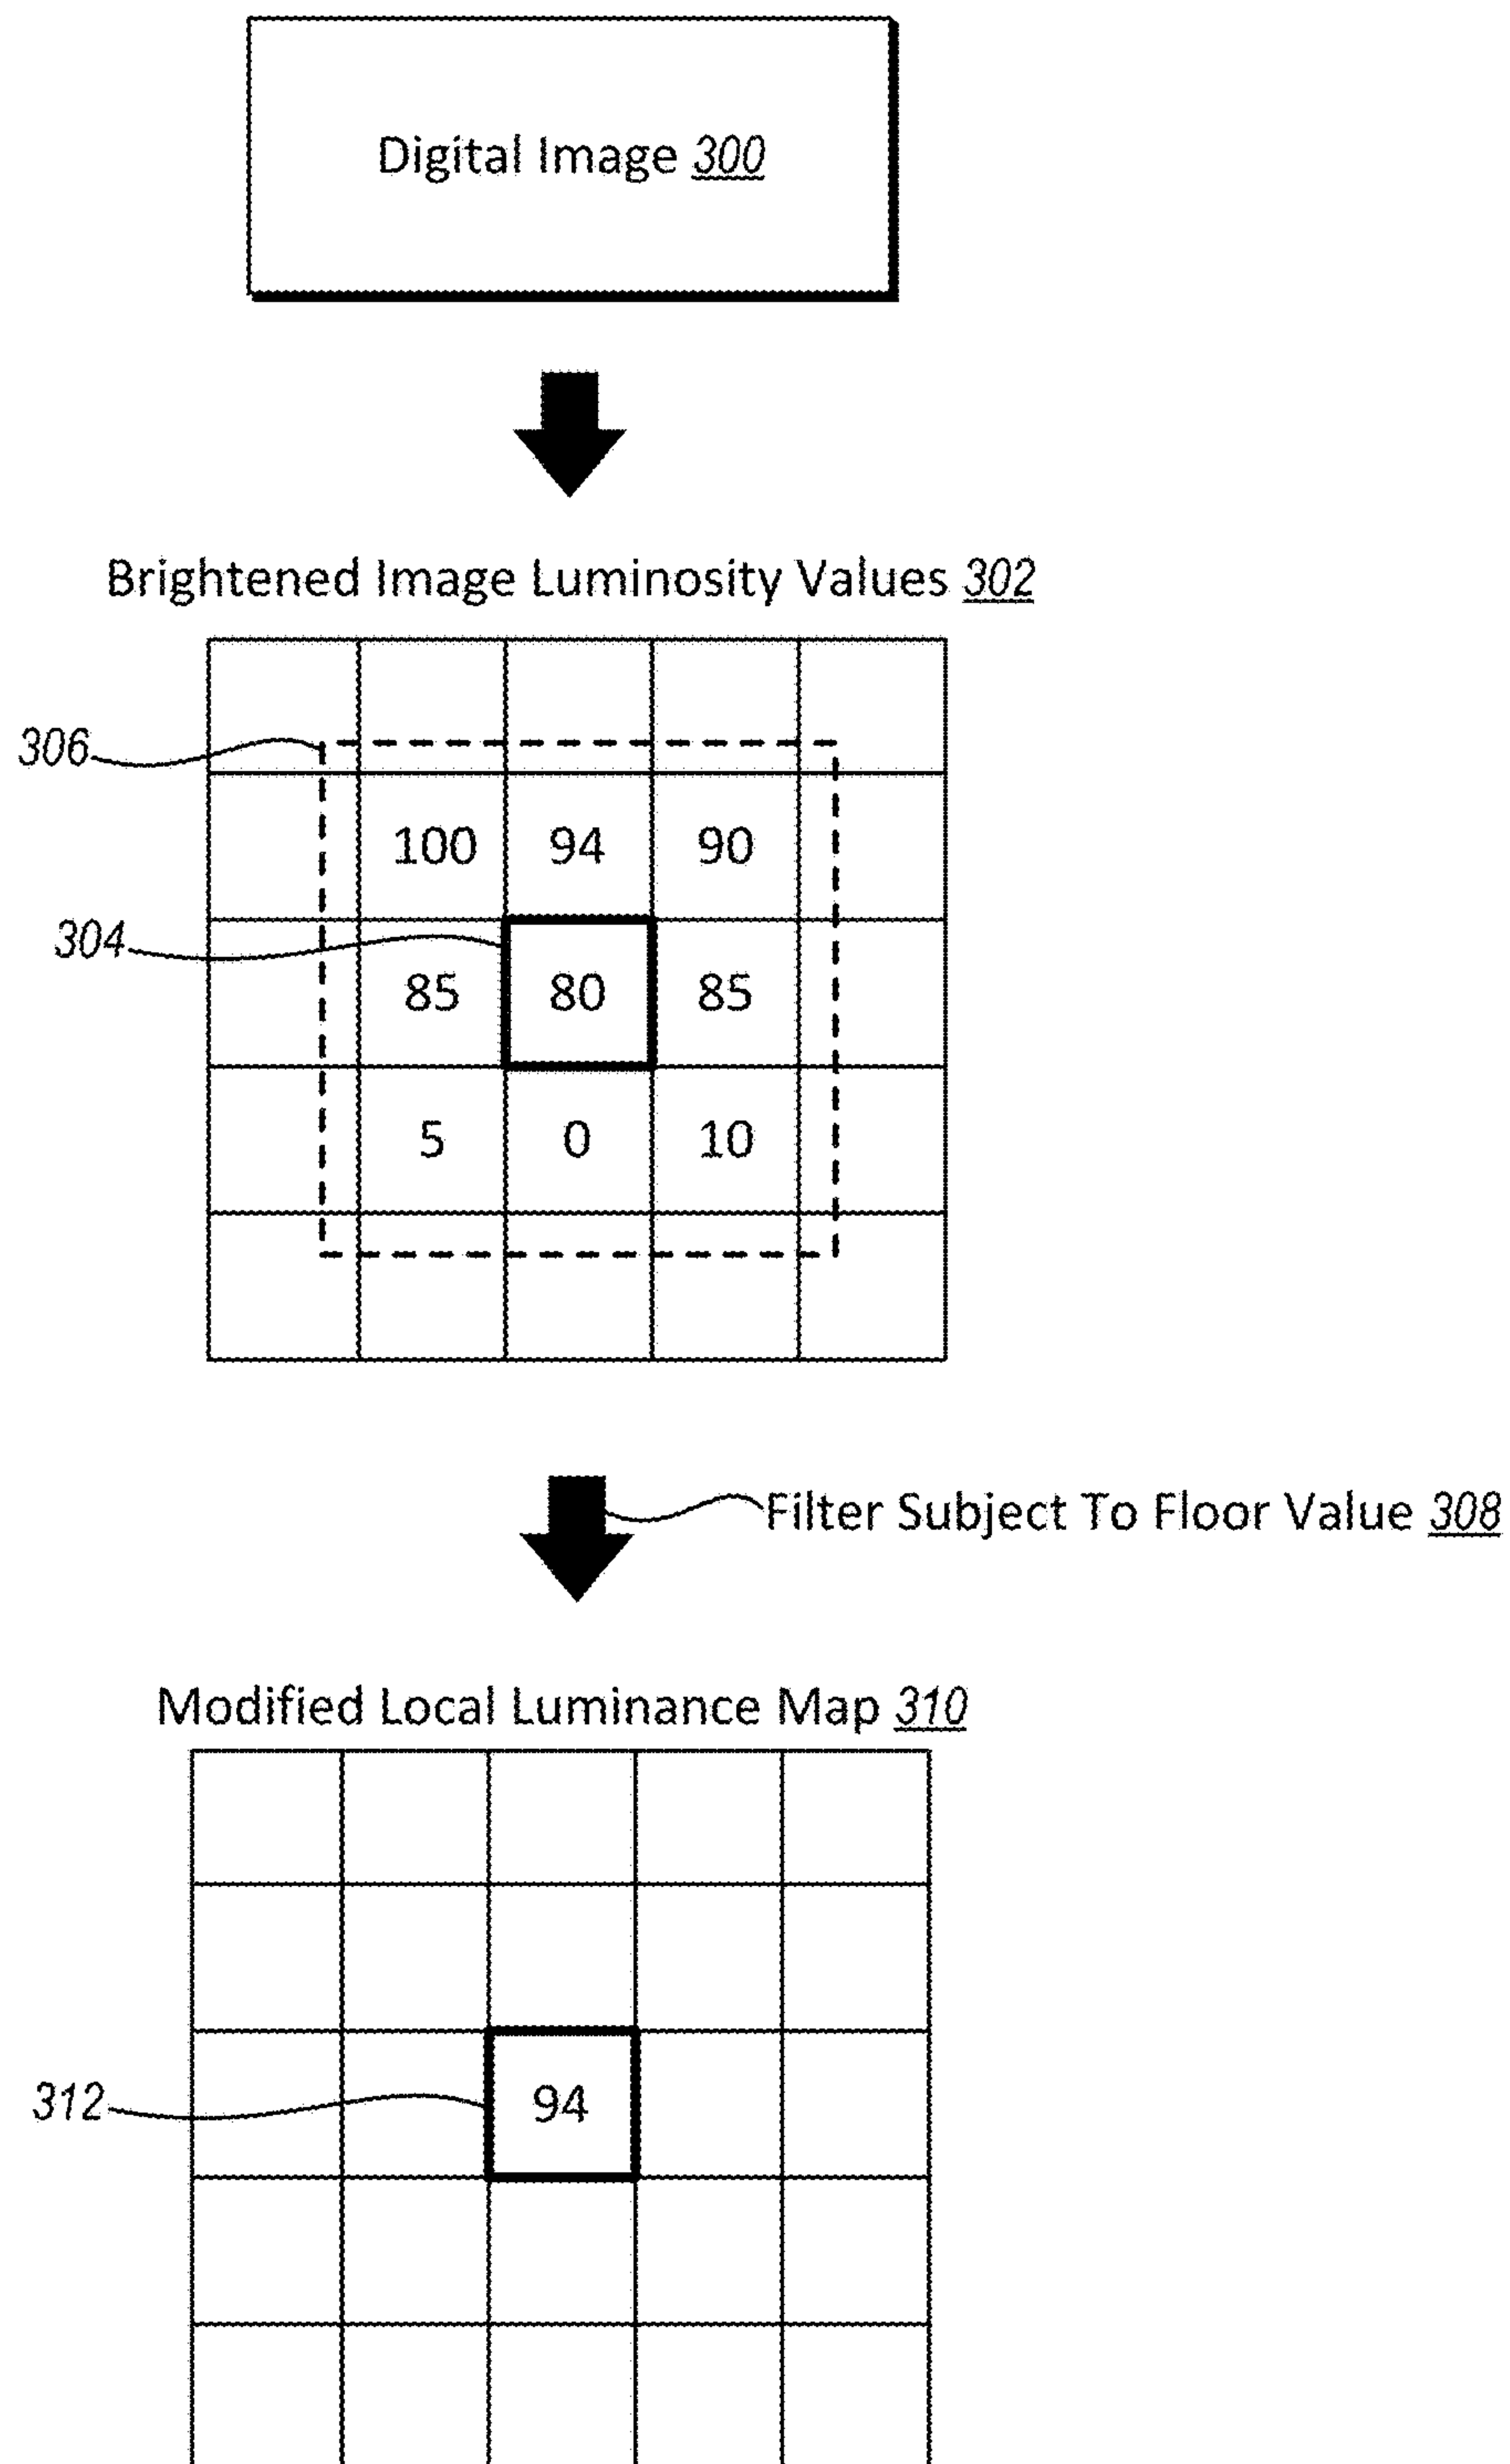 Digital Image 300
Brightened Image Luminosity Values 302
306
100 94 90
304
85 80 85
5 0 10
Filter Subject To Floor Value 308
Modified Local Luminance Map 310
312
94